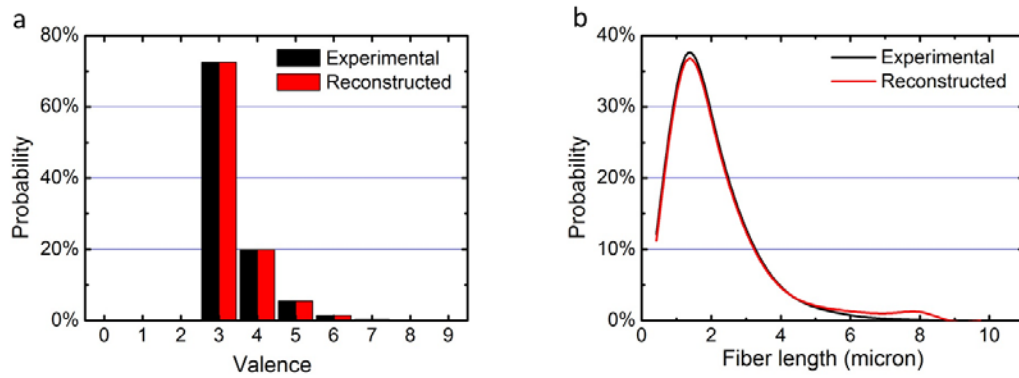 a
80%
60%
40%
20%
0%
Probability
Experimental
Reconstructed
0 1 2 3 4 5 6 7 8 9
Valence
b
40%
30%
20%
10%
0%
Probability
Experimental
Reconstructed
0 2 4 6 8 10
Fiber length (micron)